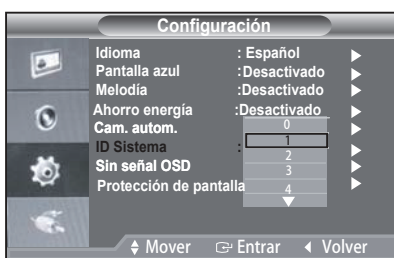 Configuración
Idioma : Español
Pantalla azul :Desactivado
Melodía :Desactivado
Ahorro energía :Desactivado
Cam. autom. 0
ID Sistema : 1
2
Sin señal OSD 3
Protección de pantalla 4
Mover Entrar Volver